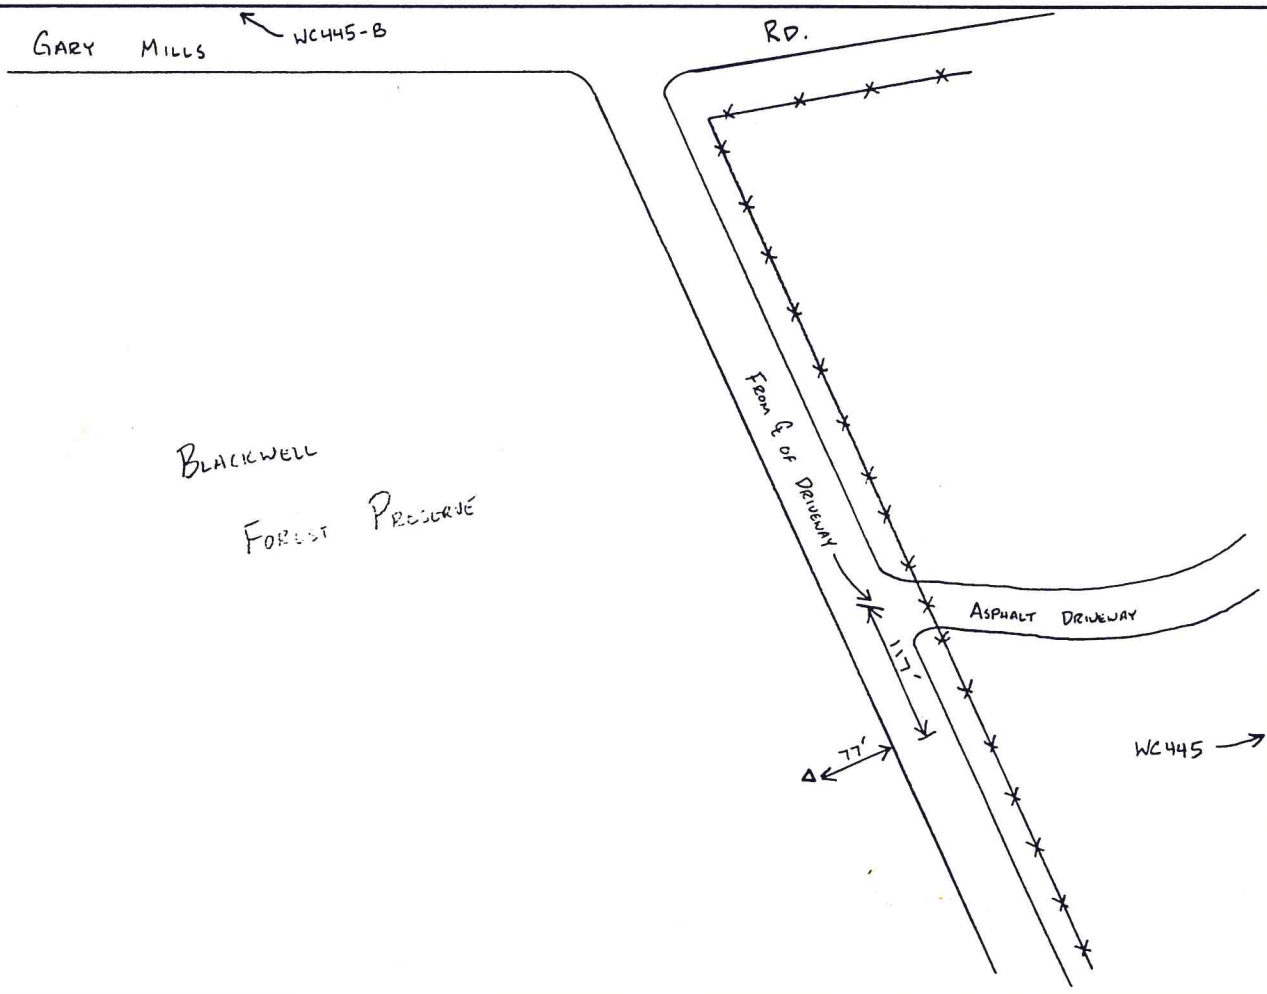 GARY MILLS RD.
WC445-B
FROM ℄ OF DRIVEWAY
BLACKWELL
FOREST PRESERVE
ASPHALT DRIVEWAY
117'
77'
WC445